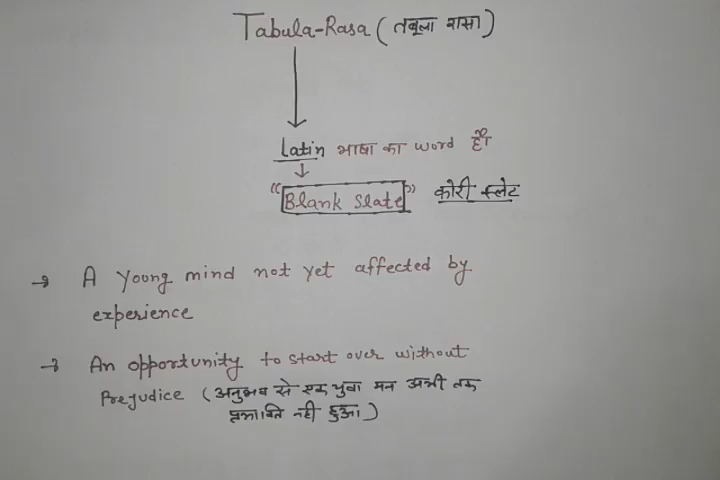 Tabula-Rasa (तबूला रासा)
Latin भाषा का word है।
"Blank Slate" कोरी स्लेट
→ A young mind not yet affected by
experience
→ An opportunity to start over without
Prejudice (अनुभव से एक युवा मन अभी तक
प्रभावित नही हुआ)